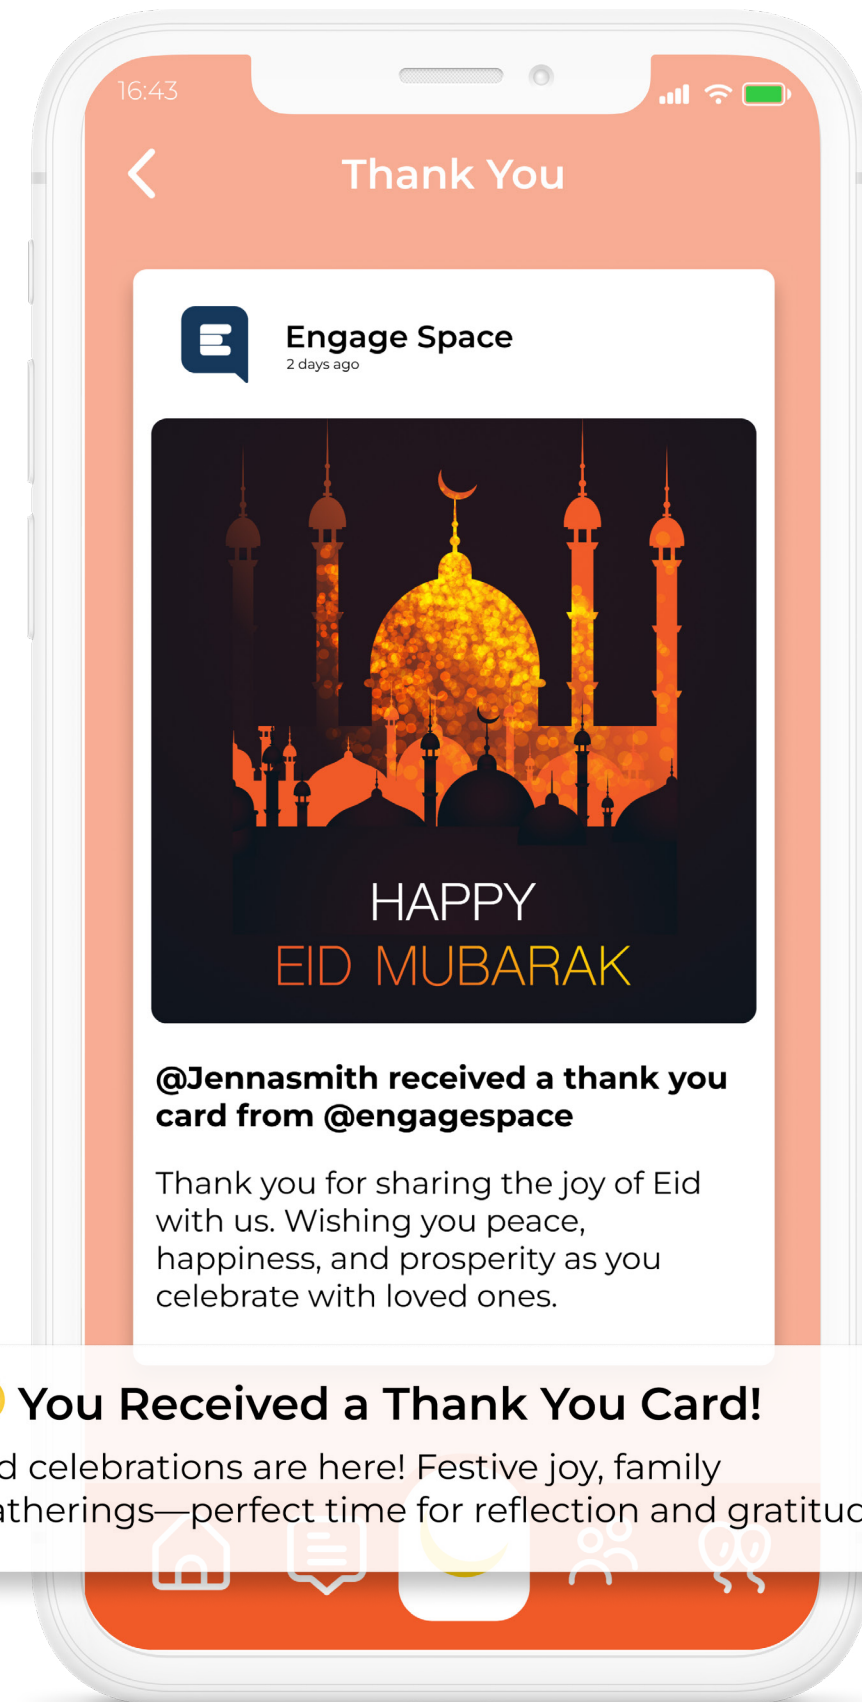 16:43
Thank You
Engage Space
2 days ago
HAPPY
EID MUBARAK
@Jennasmith received a thank you
card from @engagespace
Thank you for sharing the joy of Eid
with us. Wishing you peace,
happiness, and prosperity as you
celebrate with loved ones.
You Received a Thank You Card!
celebrations are here! Festive joy, family
perfect time for reflection and